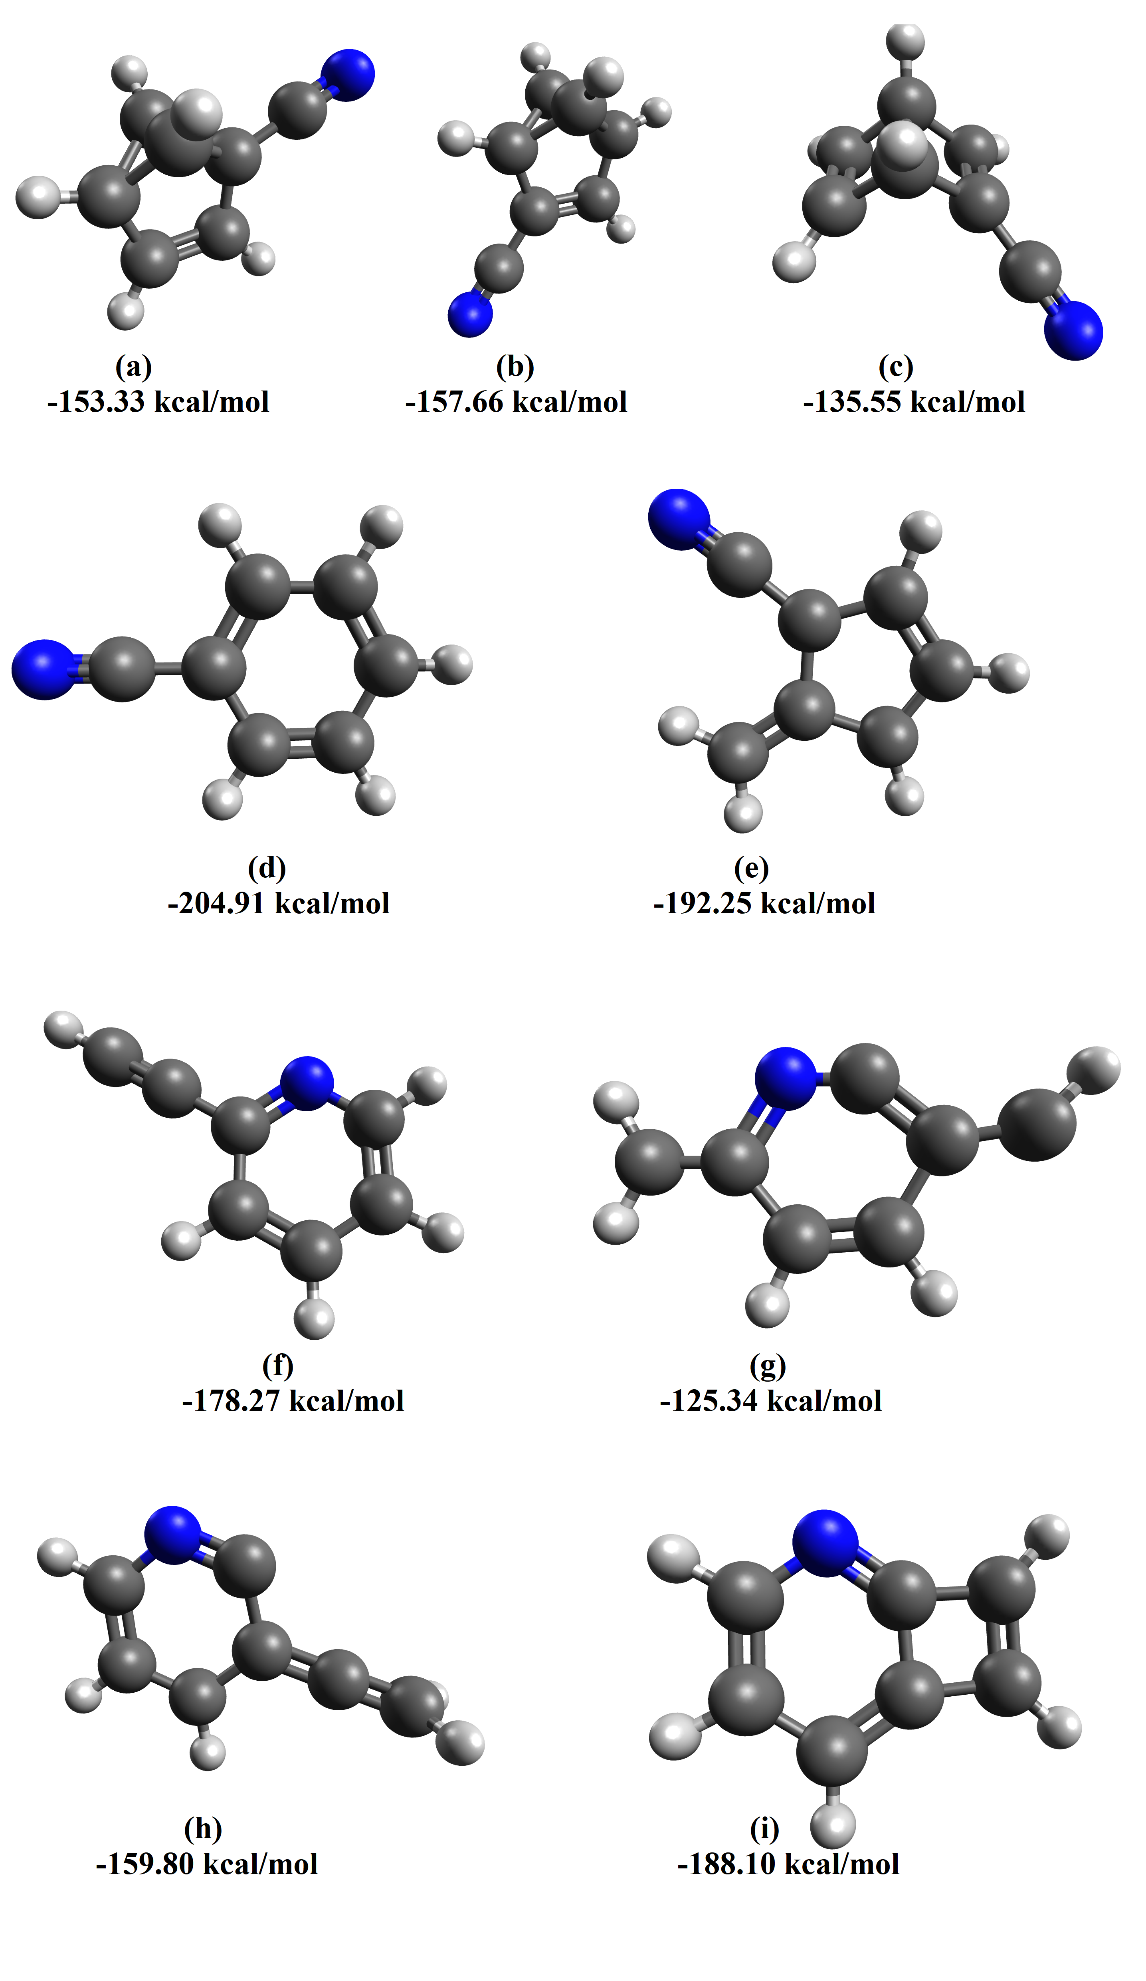 (a)
-153.33 kcal/mol
(b)
-157.66 kcal/mol
(c)
-135.55 kcal/mol
(d)
-204.91 kcal/mol
(e)
-192.25 kcal/mol
(f)
-178.27 kcal/mol
(g)
-125.34 kcal/mol
(h)
-159.80 kcal/mol
(i)
-188.10 kcal/mol